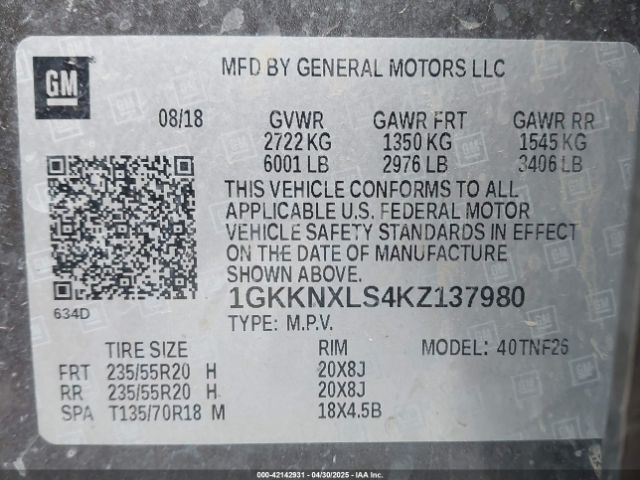 GM
MFD BY GENERAL MOTORS LLC
08/18 GVWR GAWR FRT GAWR RR
2722 KG 1350 KG 1545 KG
6001 LB 2976 LB 3406 LB
THIS VEHICLE CONFORMS TO ALL
APPLICABLE U.S. FEDERAL MOTOR
VEHICLE SAFETY STANDARDS IN EFFECT
ON THE DATE OF MANUFACTURE
SHOWN ABOVE.
1GKKNXLS4KZ137980
634D
TYPE: M.P.V.
TIRE SIZE RIM MODEL: 40TNF26
FRT 235/55R20 H 20X8J
RR 235/55R20 H 20X8J
SPA T135/70R18 M 18X4.5B
000-42142931 - 04/30/2025 - IAAI, Inc.